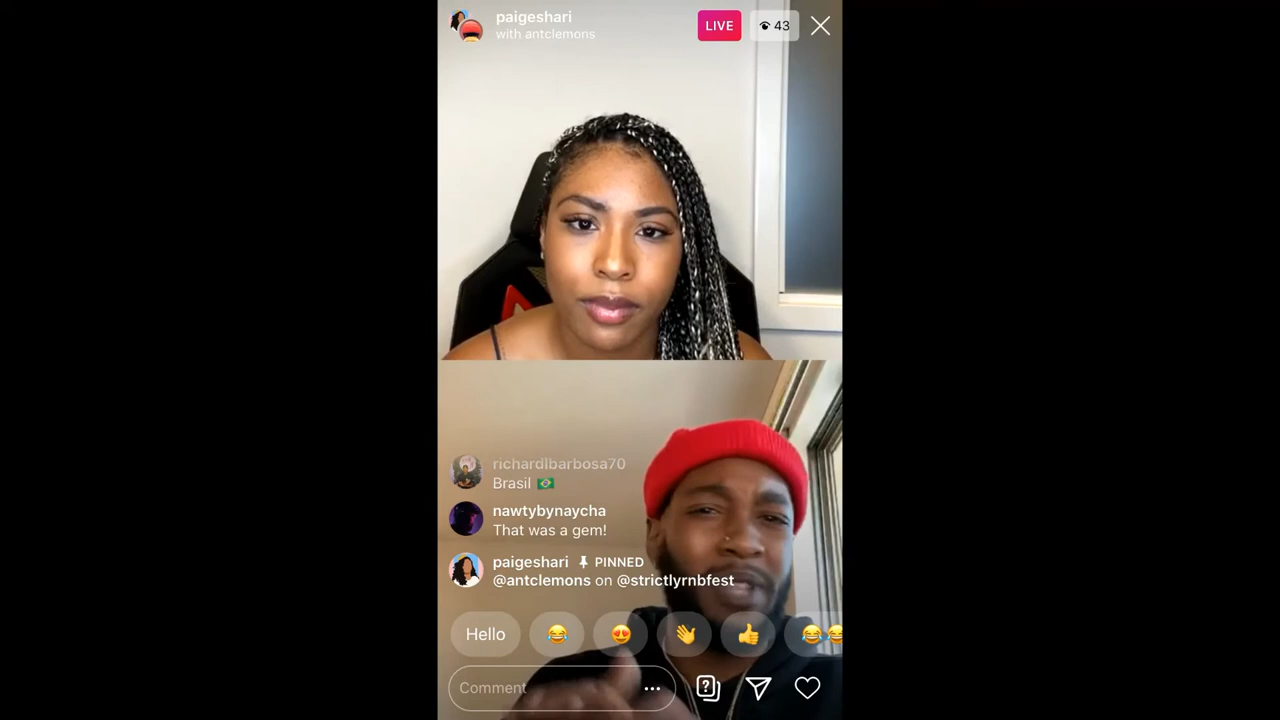 paigeshari
with antclemons
LIVE
43
richardlbarbosa70
Brasil 🇧🇷
nawtybynaycha
That was a gem!
paigeshari PINNED
@antclemons on @strictlyrnbfest
Hello
Comment